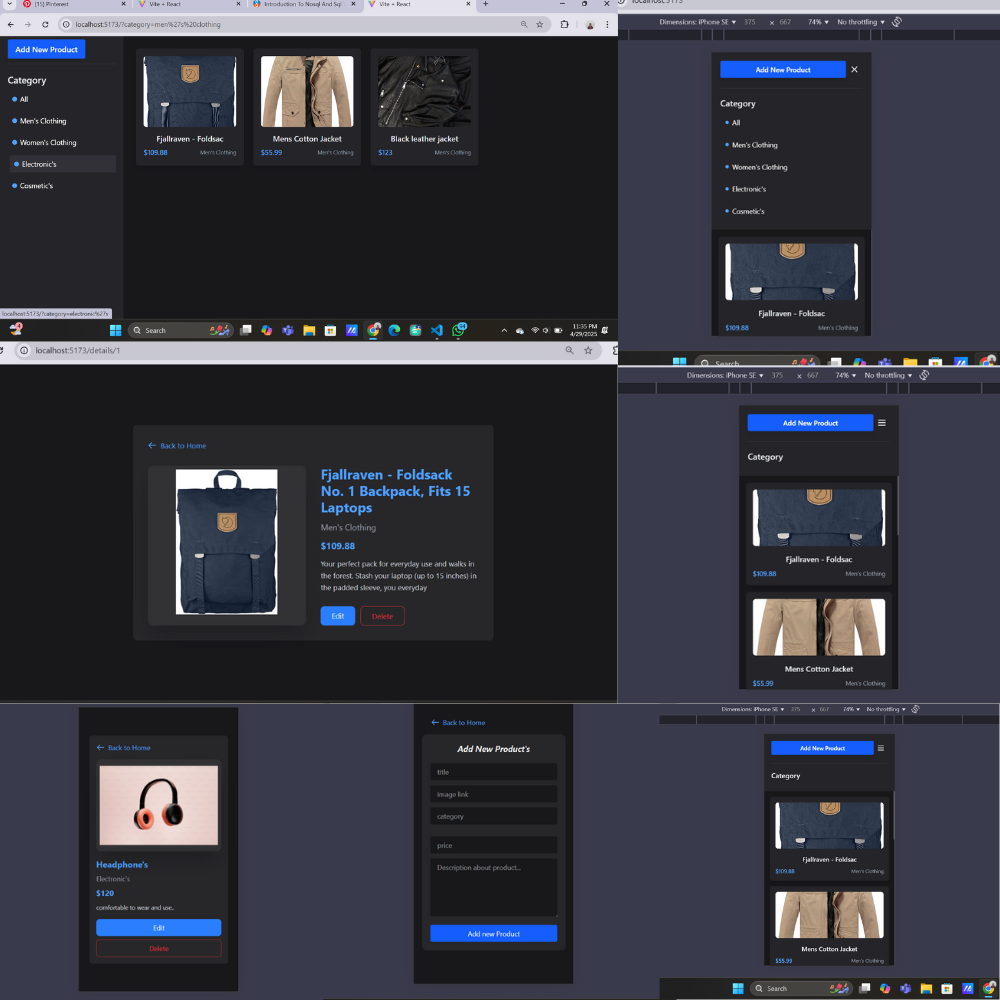 (15) Pinterest
Vite + React
Introduction To Nosql And Sql :
Vite + React
localhost:5173/?category=men%27s%20clothing
Add New Product
Category
All
Men's Clothing
Women's Clothing
Electronic's
Cosmetic's
Fjallraven - Foldsac
$109.88
Men's Clothing
Mens Cotton Jacket
$55.99
Men's Clothing
Black leather jacket
$123
Men's Clothing
localhost:5173/?category=electronic%27s
Search
11:35 PM
4/29/2025
localhost:5173
Dimensions: iPhone SE
375
x
667
74%
No throttling
Add New Product
Category
All
Men's Clothing
Women's Clothing
Electronic's
Cosmetic's
Fjallraven - Foldsac
$109.88
Men's Clothing
Search
localhost:5173/details/1
Back to Home
Fjallraven - Foldsack
No. 1 Backpack, Fits 15
Laptops
Men's Clothing
$109.88
Your perfect pack for everyday use and walks in
the forest. Stash your laptop (up to 15 inches) in
the padded sleeve, you everyday
Edit
Delete
Dimensions: iPhone SE
375
x
667
74%
No throttling
Add New Product
Category
Fjallraven - Foldsac
$109.88
Men's Clothing
Mens Cotton Jacket
$55.99
Men's Clothing
Back to Home
Headphone's
Electronic's
$120
comfortable to wear and use..
Edit
Delete
Back to Home
Add New Product's
title
image link
category
price
Description about product...
Add new Product
Dimensions: iPhone SE
375
x
667
74%
No throttling
Add New Product
Category
Fjallraven - Foldsac
$109.88
Men's Clothing
Mens Cotton Jacket
$55.99
Men's Clothing
Search